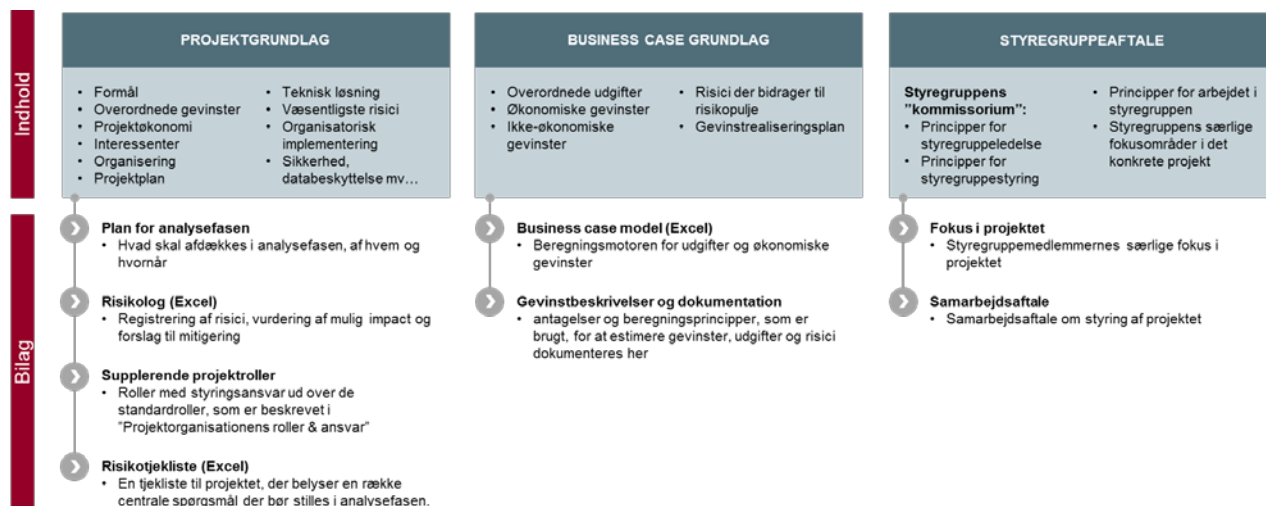 Indhold
PROJEKTGRUNDLAG
• Formål
• Overordnede gevinster
• Projektøkonomi
• Interessenter
• Organisering
• Projektplan
• Teknisk løsning
• Væsentligste risici
• Organisatorisk
implementering
• Sikkerhed,
databeskyttelse mv…
BUSINESS CASE GRUNDLAG
• Overordnede udgifter
• Økonomiske gevinster
• Ikke-økonomiske
gevinster
• Risici der bidrager til
risikopulje
• Gevinstrealiseringsplan
STYREGRUPPEAFTALE
Styregruppens
”kommissorium”:
• Principper for
styregruppeledelse
• Principper for
styregruppestyring
• Principper for arbejdet i
styregruppen
• Styregruppens særlige
fokusområder i det
konkrete projekt
Bilag
Plan for analysefasen
• Hvad skal afdækkes i analysefasen, af hvem og
hvornår
Risikolog (Excel)
• Registrering af risici, vurdering af mulig impact og
forslag til mitigering
Supplerende projektroller
• Roller med styringsansvar ud over de
standardroller, som er beskrevet i
”Projektorganisationens roller & ansvar”
Risikotjekliste (Excel)
• En tjekliste til projektet, der belyser en række
centrale spørgsmål der bør stilles i analysefasen.
Business case model (Excel)
• Beregningsmotoren for udgifter og økonomiske
gevinster
Gevinstbeskrivelser og dokumentation
• antagelser og beregningsprincipper, som er
brugt, for at estimere gevinster, udgifter og risici
dokumenteres her
Fokus i projektet
• Styregruppemedlemmernes særlige fokus i
projektet
Samarbejdsaftale
• Samarbejdsaftale om styring af projektet